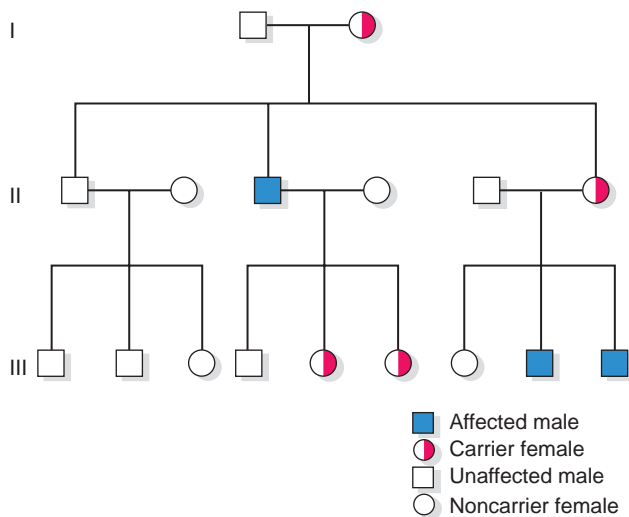 I
II
III
Affected male
Carrier female
Unaffected male
Noncarrier female